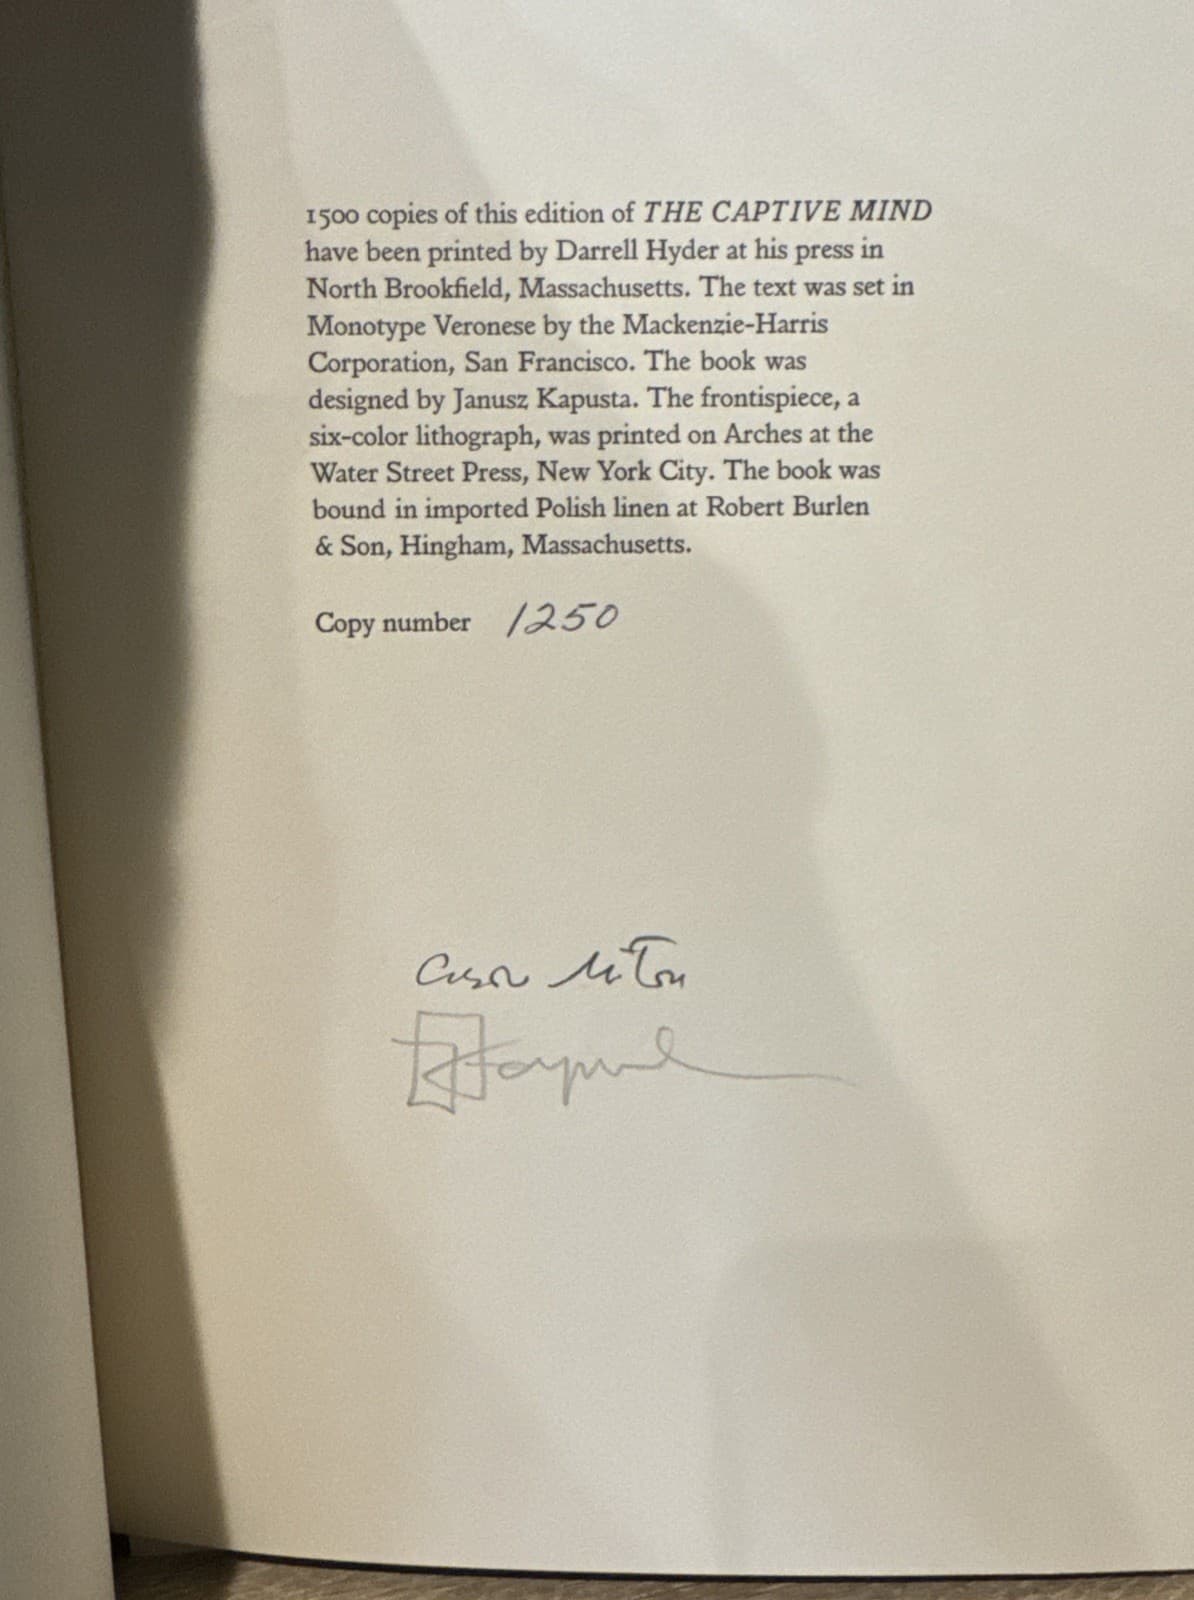 1500 copies of this edition of THE CAPTIVE MIND
have been printed by Darrell Hyder at his press in
North Brookfield, Massachusetts. The text was set in
Monotype Veronese by the Mackenzie-Harris
Corporation, San Francisco. The book was
designed by Janusz Kapusta. The frontispiece, a
six-color lithograph, was printed on Arches at the
Water Street Press, New York City. The book was
bound in imported Polish linen at Robert Burlen
& Son, Hingham, Massachusetts.
Copy number 1250